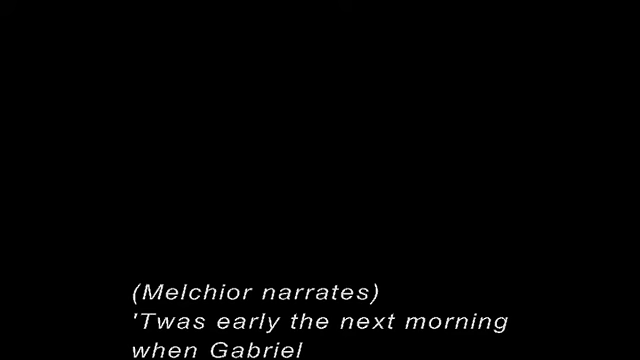 (Melchior narrates)
'Twas early the next morning
when Gabriel